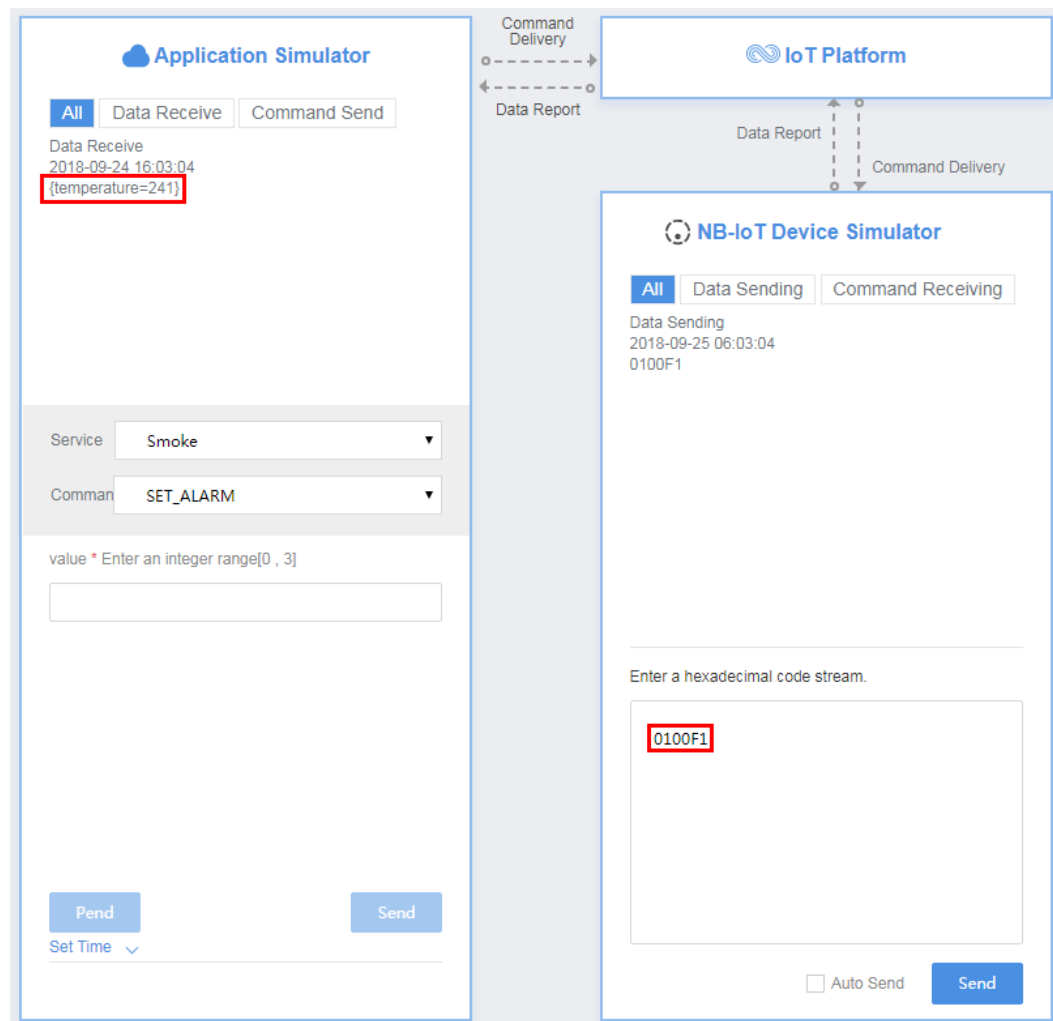 Application Simulator
All Data Receive Command Send
Data Receive
2018-09-24 16:03:04
{temperature=241}
Service Smoke
Comman SET_ALARM
value * Enter an integer range[0 , 3]
Pend Send
Set Time
Command
Delivery
Data Report
IoT Platform
Data Report
Command Delivery
NB-IoT Device Simulator
All Data Sending Command Receiving
Data Sending
2018-09-25 06:03:04
0100F1
Enter a hexadecimal code stream.
0100F1
Auto Send Send